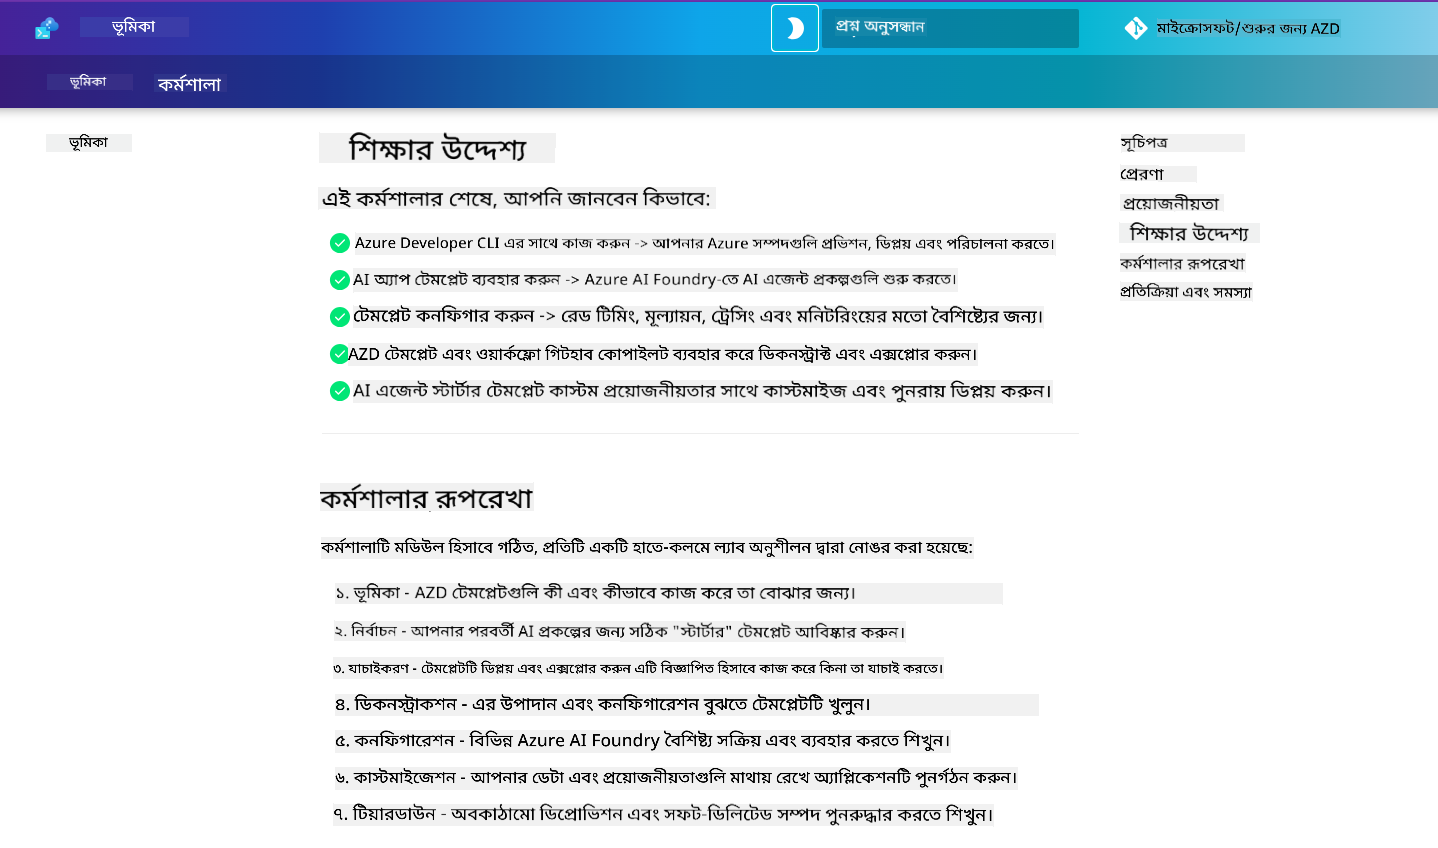 ভূমিকা
প্রশ্ন অনুসন্ধান
মাইক্রোসফট/শুরুর জন্য AZD
ভূমিকা
কর্মশালা
ভূমিকা
শিক্ষার উদ্দেশ্য
এই কর্মশালার শেষে, আপনি জানবেন কিভাবে:
Azure Developer CLI এর সাথে কাজ করুন -> আপনার Azure সম্পদগুলি প্রভিশন, ডিপ্লয় এবং পরিচালনা করতে।
AI অ্যাপ টেমপ্লেট ব্যবহার করুন -> Azure AI Foundry-তে AI এজেন্ট প্রকল্পগুলি শুরু করতে।
টেমপ্লেট কনফিগার করুন -> রেড টিমিং, মূল্যায়ন, ট্রেসিং এবং মনিটরিংয়ের মতো বৈশিষ্ট্যের জন্য।
AZD টেমপ্লেট এবং ওয়ার্কফ্লো গিটহাব কোপাইলট ব্যবহার করে ডিকনস্ট্রাক্ট এবং এক্সপ্লোর করুন।
AI এজেন্ট স্টার্টার টেমপ্লেট কাস্টম প্রয়োজনীয়তার সাথে কাস্টমাইজ এবং পুনরায় ডিপ্লয় করুন।
কর্মশালার রূপরেখা
কর্মশালাটি মডিউল হিসাবে গঠিত, প্রতিটি একটি হাতে-কলমে ল্যাব অনুশীলন দ্বারা নোঙর করা হয়েছে:
১. ভূমিকা - AZD টেমপ্লেটগুলি কী এবং কীভাবে কাজ করে তা বোঝার জন্য।
২. নির্বাচন - আপনার পরবর্তী AI প্রকল্পের জন্য সঠিক "স্টার্টার" টেমপ্লেট আবিষ্কার করুন।
৩. যাচাইকরণ - টেমপ্লেটটি ডিপ্লয় এবং এক্সপ্লোর করুন এটি বিজ্ঞাপিত হিসাবে কাজ করে কিনা তা যাচাই করতে।
৪. ডিকনস্ট্রাকশন - এর উপাদান এবং কনফিগারেশন বুঝতে টেমপ্লেটটি খুলুন।
৫. কনফিগারেশন - বিভিন্ন Azure AI Foundry বৈশিষ্ট্য সক্রিয় এবং ব্যবহার করতে শিখুন।
৬. কাস্টমাইজেশন - আপনার ডেটা এবং প্রয়োজনীয়তাগুলি মাথায় রেখে অ্যাপ্লিকেশনটি পুনর্গঠন করুন।
৭. টিয়ারডাউন - অবকাঠামো ডিপ্রোভিশন এবং সফট-ডিলিটেড সম্পদ পুনরুদ্ধার করতে শিখুন।
সূচিপত্র
প্রেরণা
প্রয়োজনীয়তা
শিক্ষার উদ্দেশ্য
কর্মশালার রূপরেখা
প্রতিক্রিয়া এবং সমস্যা